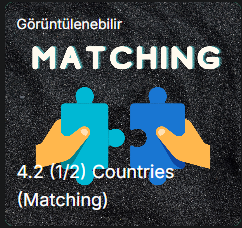 Görüntülenebilir
MATCHING
4.2 (1/2) Countries
(Matching)